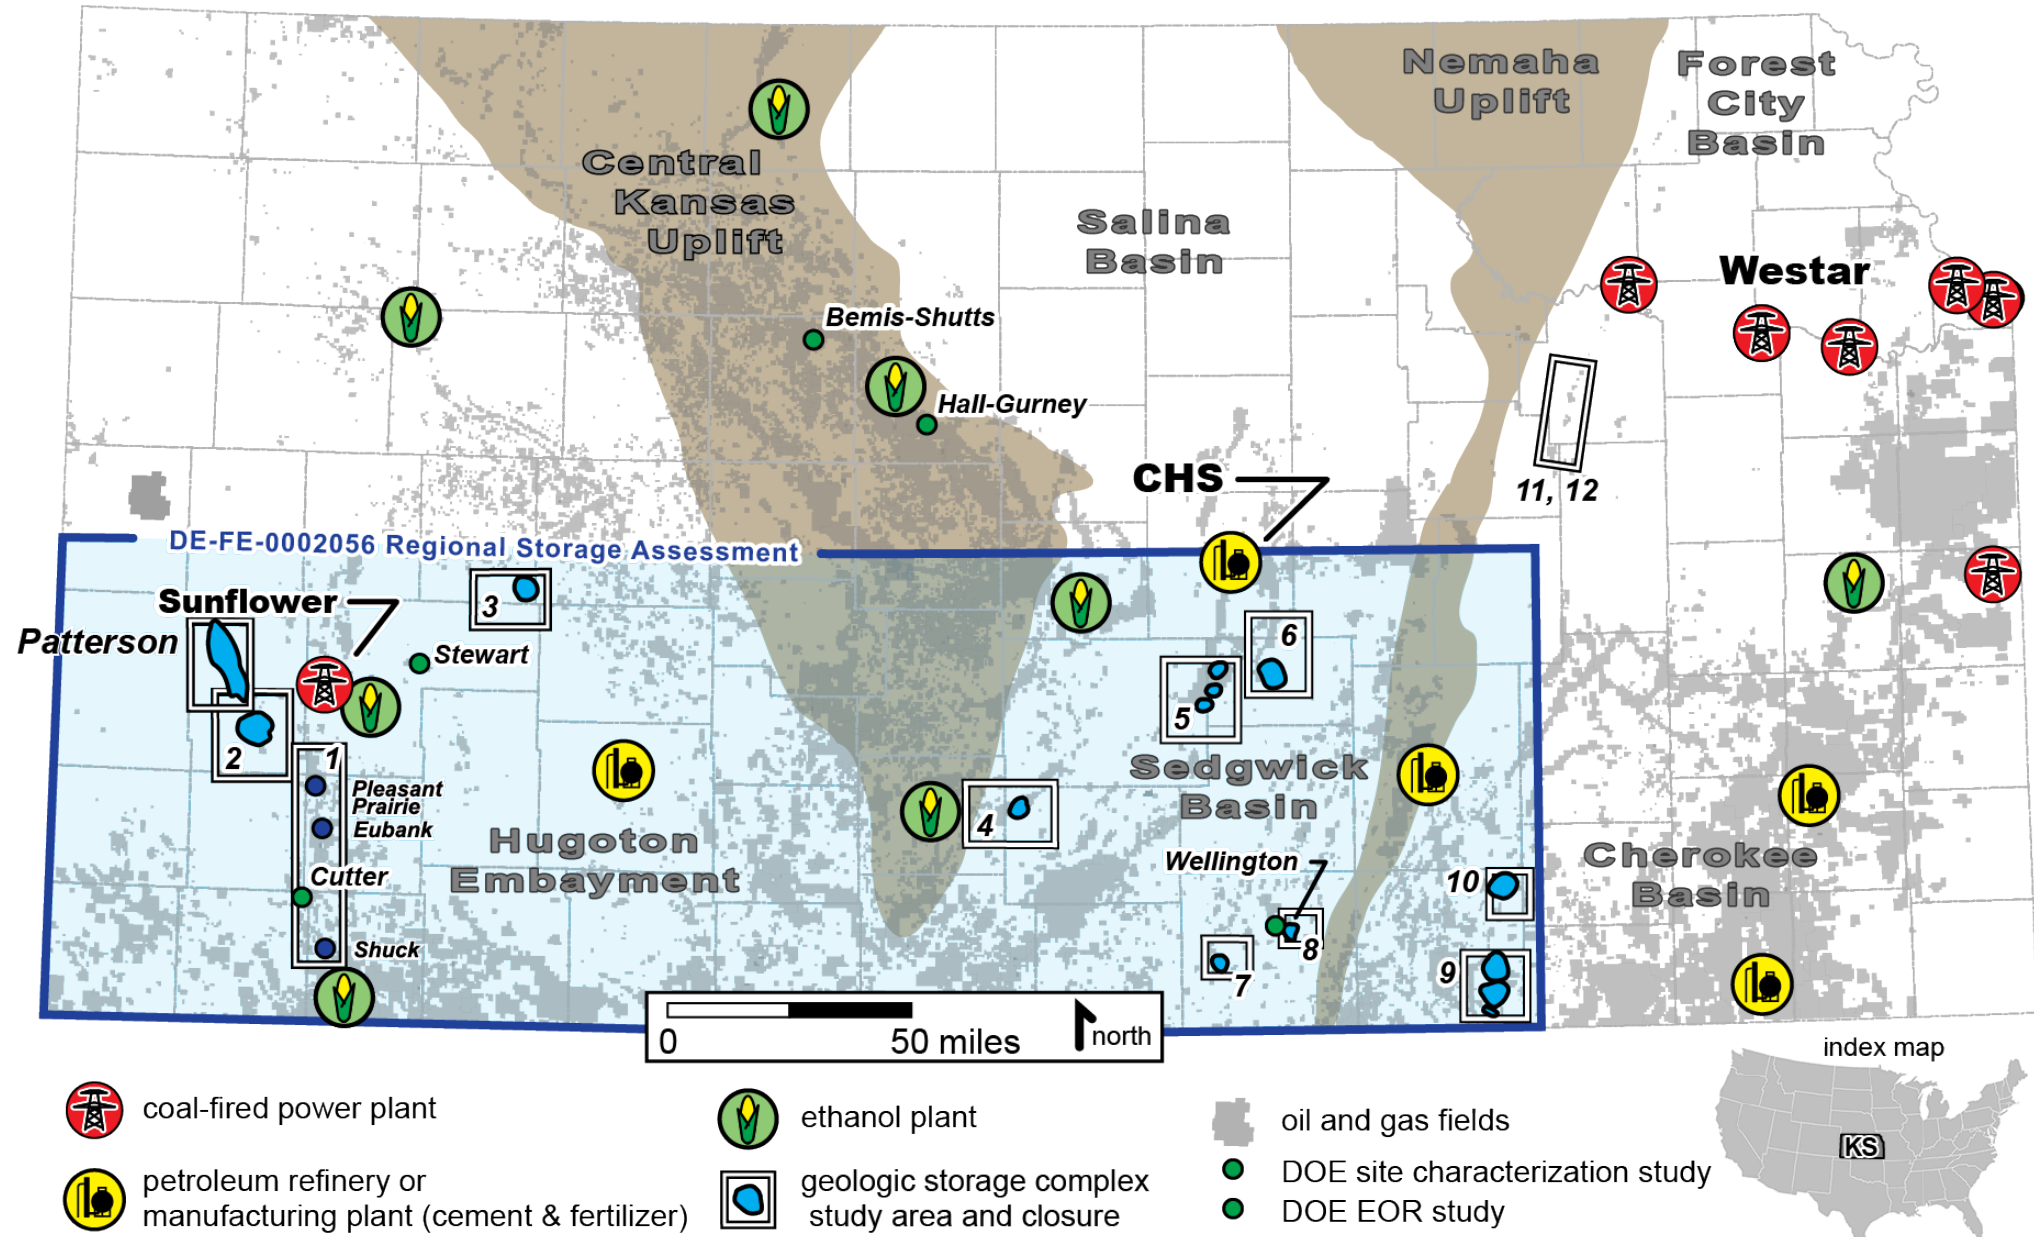 Nemaha
Uplift
Forest
City
Basin
Central
Kansas
Uplift
Salina
Basin
Westar
Bemis-Shutts
Hall-Gurney
CHS
11, 12
DE-FE-0002056 Regional Storage Assessment
Sunflower
3
Patterson
Stewart
6
5
2
1
Pleasant
Prairie
Eubank
Sedgwick
Basin
4
Hugoton
Embayment
Cutter
Wellington
Cherokee
Basin
10
Shuck
8
7
9
0
50 miles
north
index map
KS
coal-fired power plant
petroleum refinery or
manufacturing plant (cement & fertilizer)
ethanol plant
geologic storage complex
study area and closure
oil and gas fields
DOE site characterization study
DOE EOR study